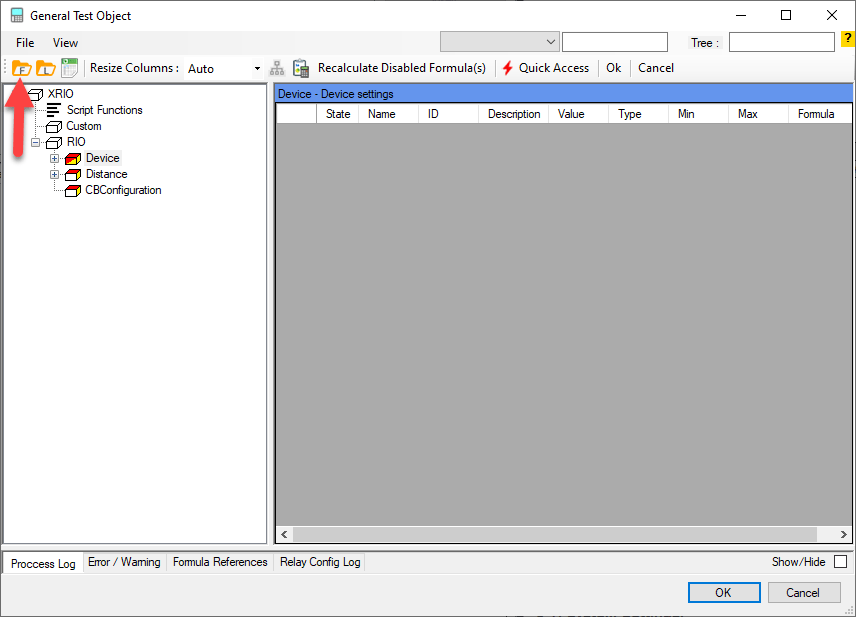 General Test Object
File View
Tree :
?
F L Resize Columns : Auto Recalculate Disabled Formula(s) Quick Access Ok Cancel
XRIO
Script Functions
Custom
RIO
Device
Distance
CBConfiguration
Device - Device settings
State Name ID Description Value Type Min Max Formula
Proccess Log Error / Warning Formula References Relay Config Log Show/Hide
OK Cancel